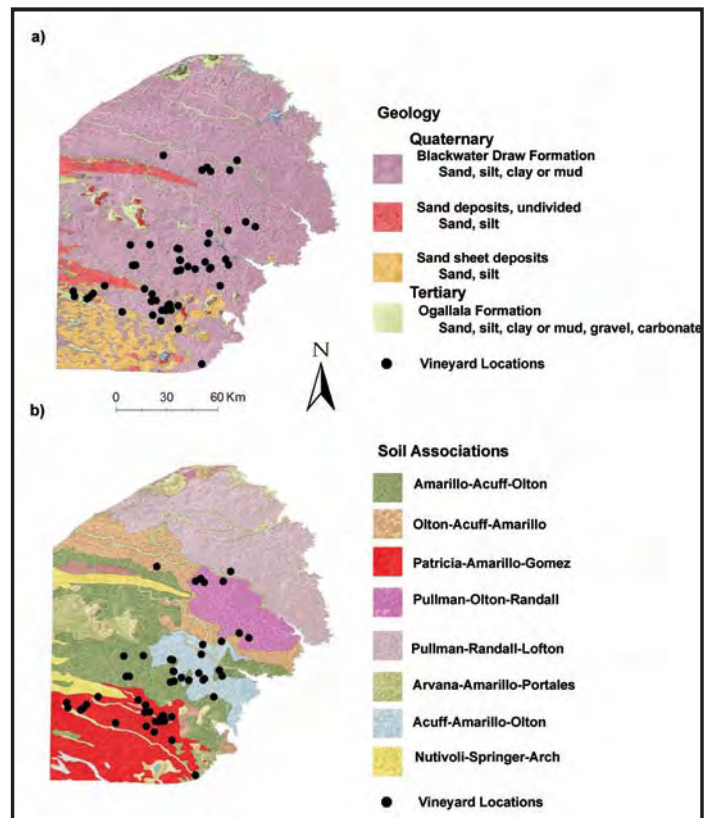 a)
Geology
Quaternary
Blackwater Draw Formation
Sand, silt, clay or mud
Sand deposits, undivided
Sand, silt
Sand sheet deposits
Sand, silt
Tertiary
Ogallala Formation
Sand, silt, clay or mud, gravel, carbonate
Vineyard Locations
N
0 30 60 Km
b)
Soil Associations
Amarillo-Acuff-Olton
Olton-Acuff-Amarillo
Patricia-Amarillo-Gomez
Pullman-Olton-Randall
Pullman-Randall-Lofton
Arvana-Amarillo-Portales
Acuff-Amarillo-Olton
Nutivoli-Springer-Arch
Vineyard Locations